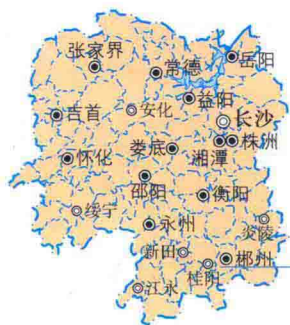 张家界
常德
岳阳
益阳
吉首
安化
长沙
娄底
湘潭
株洲
怀化
邵阳
衡阳
绥宁
永州
炎陵
新田
桂阳
郴州
江永